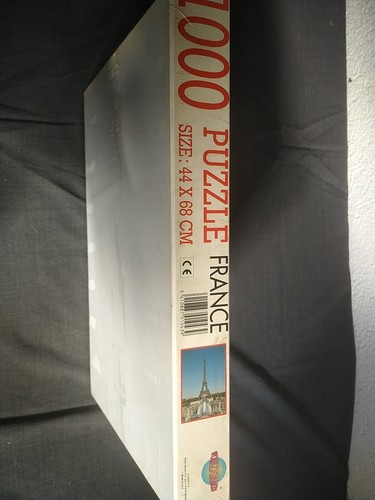 1000 PUZZLE
SIZE: 44 X 68 CM
CE
FRANCE